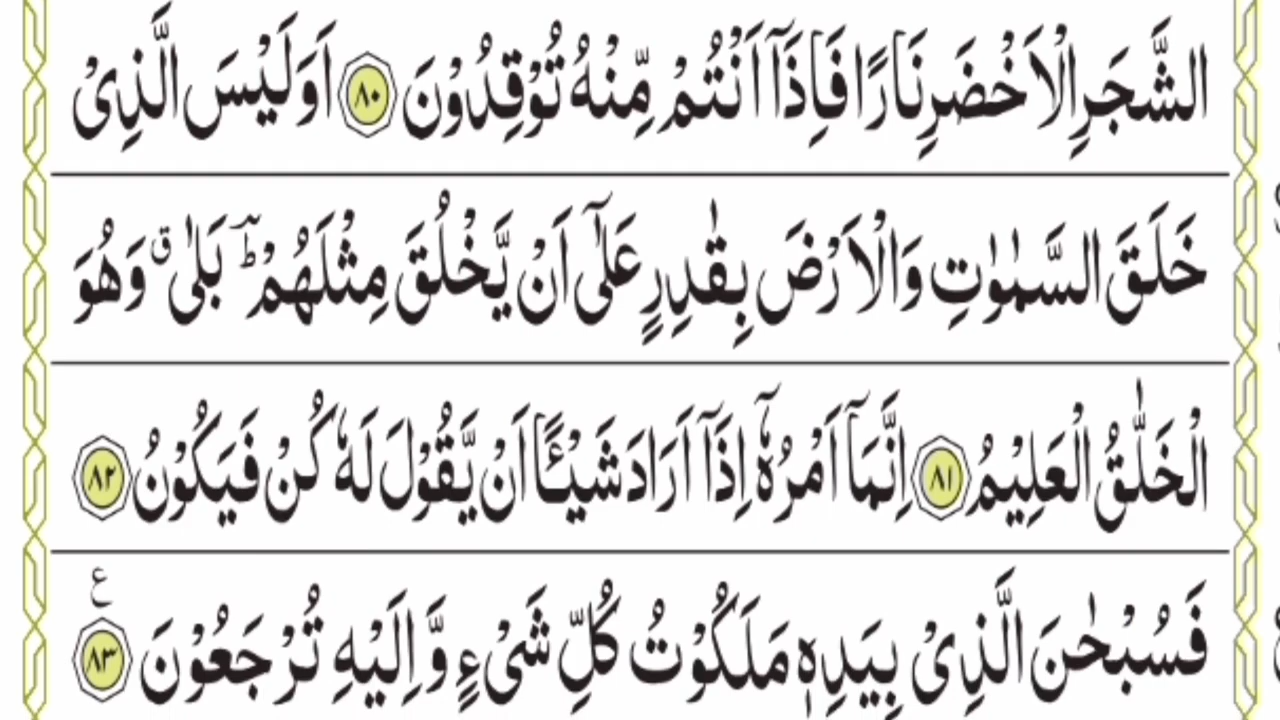 الشَّجَرِ الْاَخْضَرِ نَارًا فَاِذَاۤ اَنْتُمْ مِّنْهُ تُوْقِدُوْنَ ﴿۸۰﴾ اَوَلَیْسَ الَّذِیْ
خَلَقَ السَّمٰوٰتِ وَالْاَرْضَ بِقٰدِرٍ عَلٰۤی اَنْ یَّخْلُقَ مِثْلَهُمْ ؕ بَلٰی ۗ وَهُوَ
الْخَلّٰقُ الْعَلِیْمُ ﴿۸۱﴾ اِنَّمَاۤ اَمْرُهٗۤ اِذَاۤ اَرَادَ شَیْـًٔا اَنْ یَّقُوْلَ لَهٗ كُنْ فَیَكُوْنُ ﴿۸۲﴾
فَسُبْحٰنَ الَّذِیْ بِیَدِهٖ مَلَكُوْتُ كُلِّ شَیْءٍ وَّ اِلَیْهِ تُرْجَعُوْنَ ﴿۸۳﴾ ع